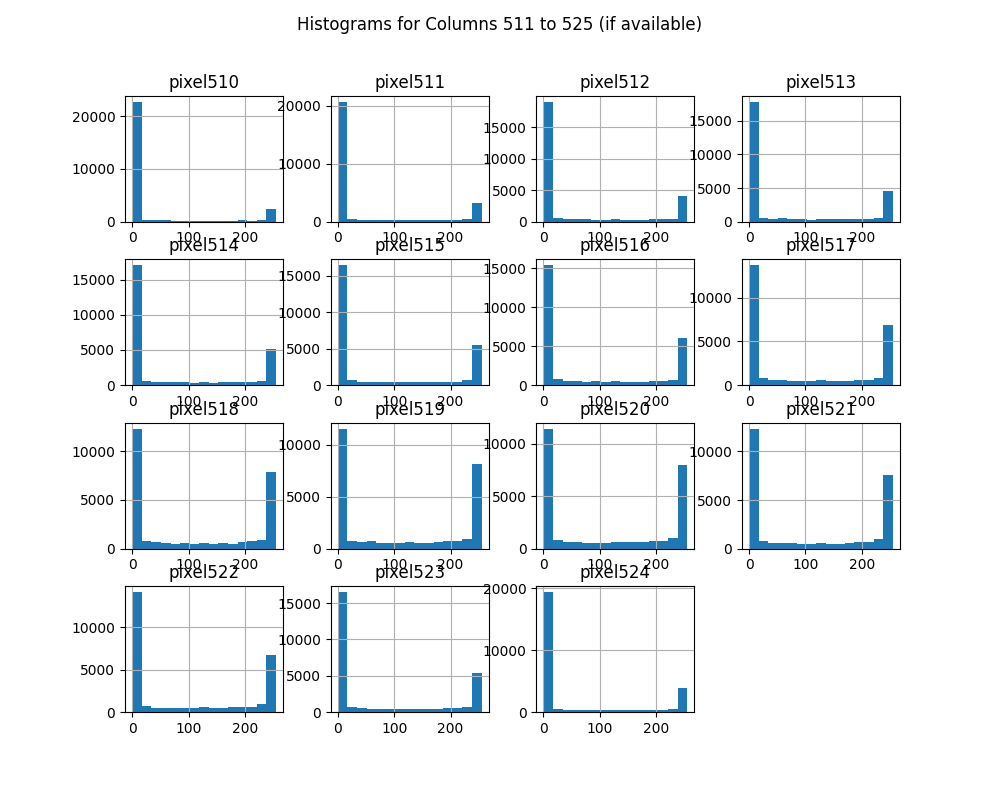 Histograms for Columns 511 to 525 (if available)
pixel510 pixel511 pixel512 pixel513
20000 20000 15000 15000
10000 10000 10000 10000
5000 5000
0 0 0 0
0 100 200 0 100 200 0 100 200 0 100 200
pixel514 pixel515 pixel516 pixel517
15000 15000 15000 10000
10000 10000 10000
5000 5000 5000 5000
0 0 0 0
0 100 200 0 100 200 0 100 200 0 100 200
pixel518 pixel519 pixel520 pixel521
10000 10000 10000 10000
5000 5000 5000 5000
0 0 0 0
0 100 200 0 100 200 0 100 200 0 100 200
pixel522 pixel523 pixel524
10000 15000 20000
5000 10000 10000
5000
0 0 0
0 100 200 0 100 200 0 100 200